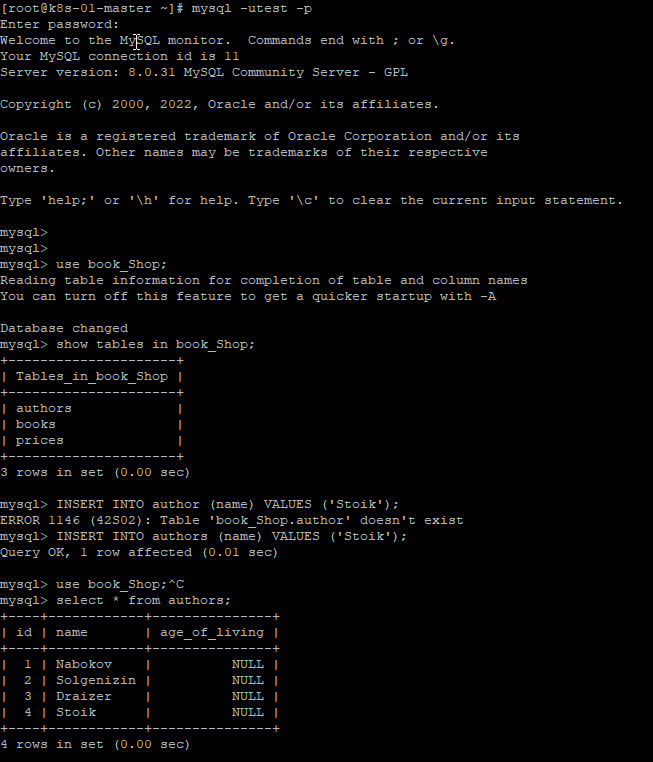 [root@k8s-01-master ~]# mysql -utest -p
Enter password:
Welcome to the MySQL monitor.  Commands end with ; or \g.
Your MySQL connection id is 11
Server version: 8.0.31 MySQL Community Server - GPL

Copyright (c) 2000, 2022, Oracle and/or its affiliates.

Oracle is a registered trademark of Oracle Corporation and/or its
affiliates. Other names may be trademarks of their respective
owners.

Type 'help;' or '\h' for help. Type '\c' to clear the current input statement.

mysql>
mysql>
mysql> use book_Shop;
Reading table information for completion of table and column names
You can turn off this feature to get a quicker startup with -A

Database changed
mysql> show tables in book_Shop;
+---------------------+
| Tables_in_book_Shop |
+---------------------+
| authors             |
| books               |
| prices              |
+---------------------+
3 rows in set (0.00 sec)

mysql> INSERT INTO author (name) VALUES ('Stoik');
ERROR 1146 (42S02): Table 'book_Shop.author' doesn't exist
mysql> INSERT INTO authors (name) VALUES ('Stoik');
Query OK, 1 row affected (0.01 sec)

mysql> use book_Shop;^C
mysql> select * from authors;
+----+------------+---------------+
| id | name       | age_of_living |
+----+------------+---------------+
|  1 | Nabokov    |          NULL |
|  2 | Solgenizin |          NULL |
|  3 | Draizer    |          NULL |
|  4 | Stoik      |          NULL |
+----+------------+---------------+
4 rows in set (0.00 sec)